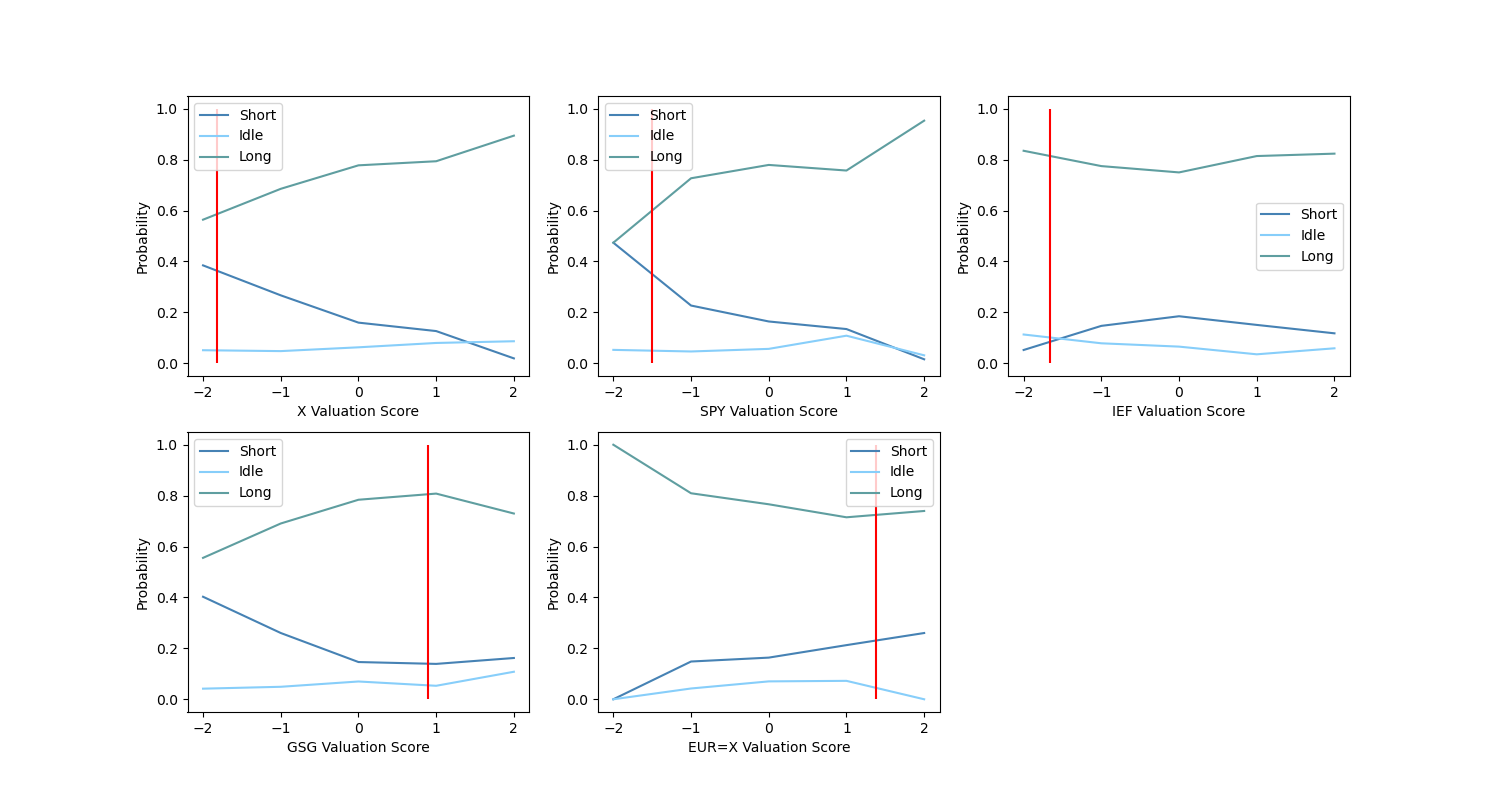 1.0
0.8
0.6
0.4
0.2
0.0
Probability
Short
Idle
Long
−2 −1 0 1 2
X Valuation Score
1.0
0.8
0.6
0.4
0.2
0.0
Probability
Short
Idle
Long
−2 −1 0 1 2
SPY Valuation Score
1.0
0.8
0.6
0.4
0.2
0.0
Probability
Short
Idle
Long
−2 −1 0 1 2
IEF Valuation Score
1.0
0.8
0.6
0.4
0.2
0.0
Probability
Short
Idle
Long
−2 −1 0 1 2
GSG Valuation Score
1.0
0.8
0.6
0.4
0.2
0.0
Probability
Short
Idle
Long
−2 −1 0 1 2
EUR=X Valuation Score